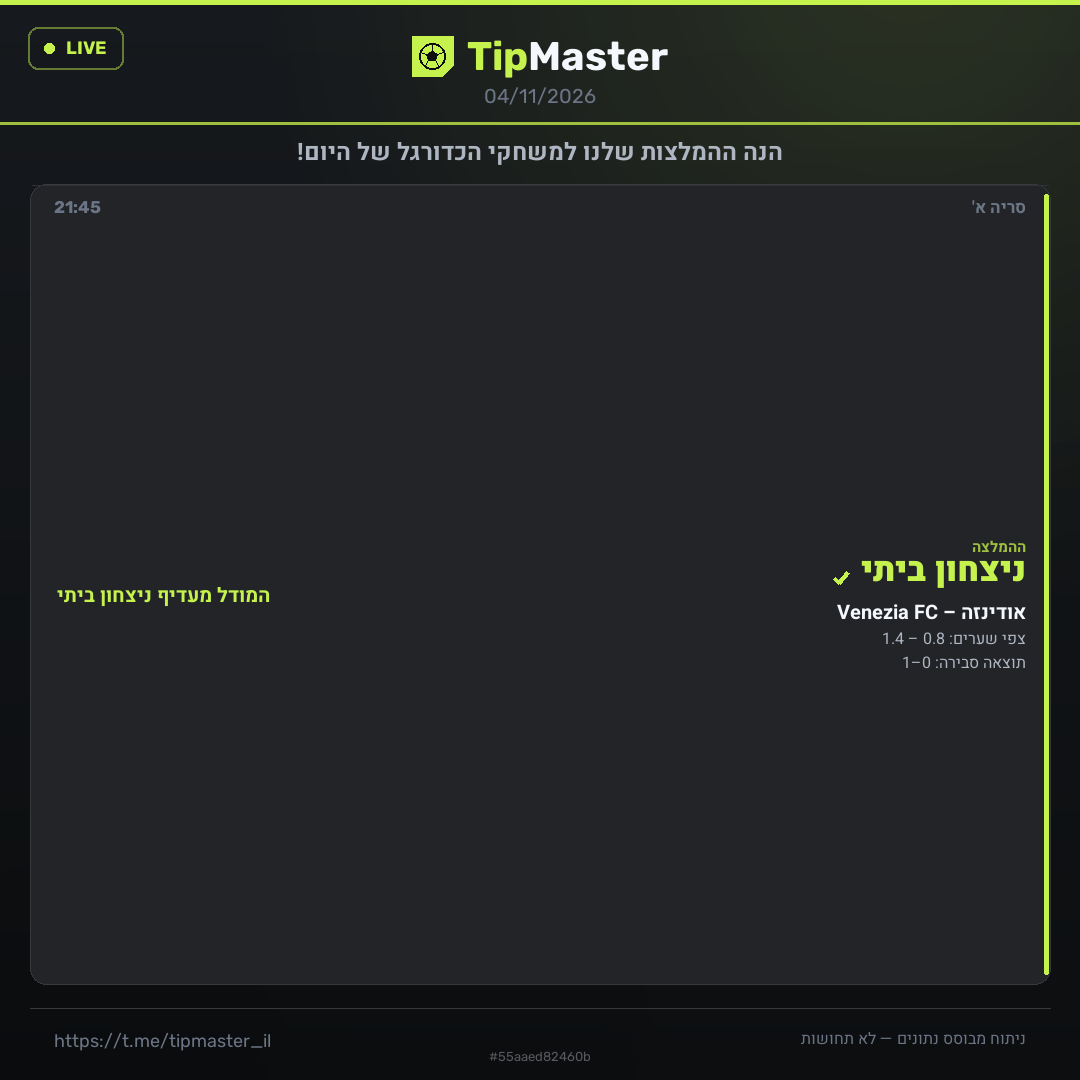 LIVE
TipMaster
04/11/2026
הנה ההמלצות שלנו למשחקי הכדורגל של היום!
סריה א'
21:45
ההמלצה
ניצחון ביתי
אודינזה – Venezia FC
צפי שערים: 0.8 – 1.4
תוצאה סבירה: 0–1
המודל מעדיף ניצחון ביתי
ניתוח מבוסס נתונים — לא תחושות
https://t.me/tipmaster_il
#55aaed82460b